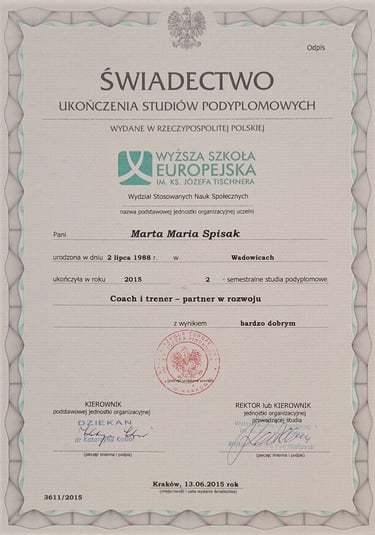 Odpis
ŚWIADECTWO
UKOŃCZENIA STUDIÓW PODYPLOMOWYCH
WYDANE W RZECZYPOSPOLITEJ POLSKIEJ
WYŻSZA SZKOŁA
EUROPEJSKA
IM. KS. JÓZEFA TISCHNERA
Wydział Stosowanych Nauk Społecznych
nazwa podstawowej jednostki organizacyjnej uczelni
Pani Marta Maria Spisak
urodzona w dniu 2 lipca 1988 r. w Wadowicach
ukończyła w roku 2015 2 - semestralne studia podyplomowe
Coach i trener – partner w rozwoju
z wynikiem bardzo dobrym
KIEROWNIK
podstawowej jednostki organizacyjnej
DZIEKAN
dr Katarzyna
(pieczęć imienna i podpis)
REKTOR lub KIEROWNIK
jednostki organizacyjnej
prowadzącej studia
(pieczęć imienna i podpis)
Kraków, 13.06.2015 rok
(miejscowość i data wydania świadectwa)
3611/2015